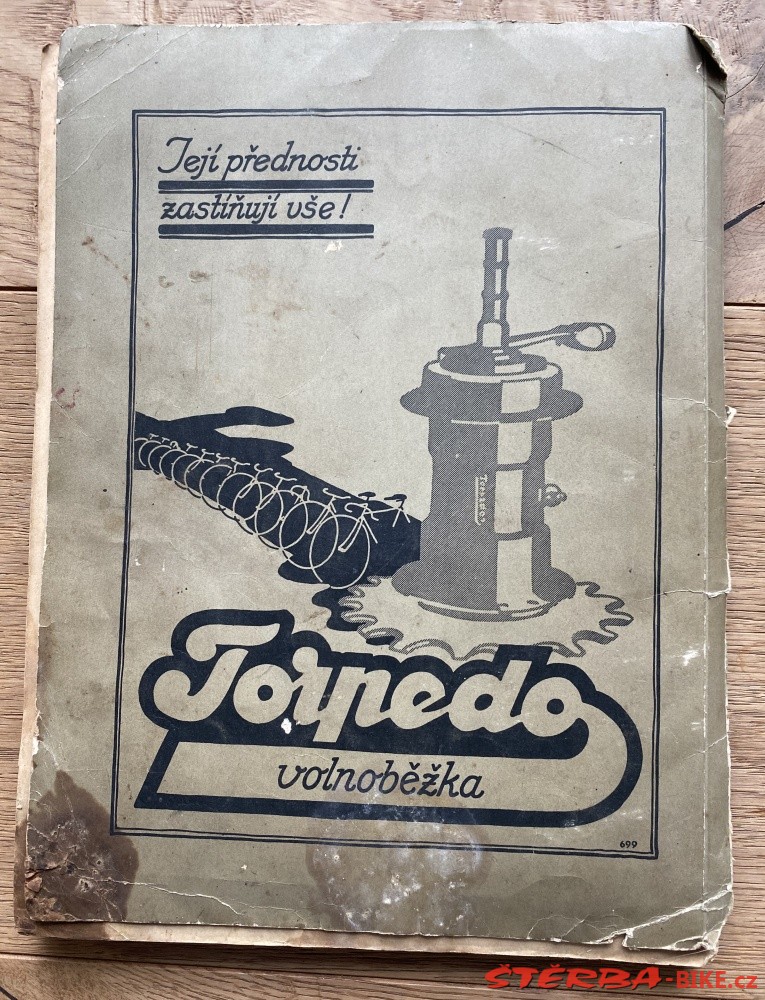 Její přednosti
zastiňují vše!
Torpedo
Torpedo
volnoběžka
699
ŠTĚRBA-BIKE.cz